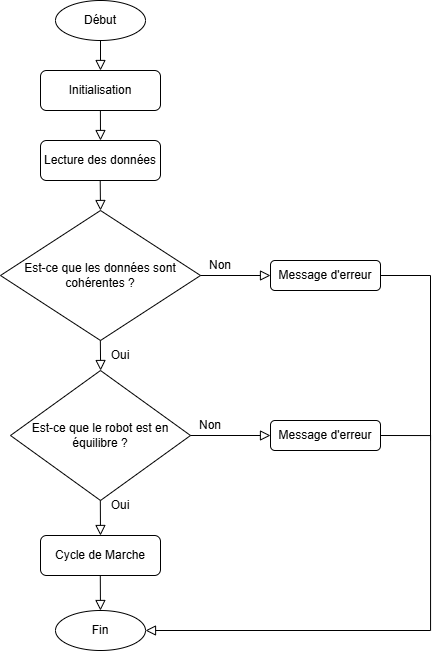 Début
Initialisation
Lecture des données
Est-ce que les données sont
cohérentes ?
Non
Message d'erreur
Oui
Est-ce que le robot est en
équilibre ?
Non
Message d'erreur
Oui
Cycle de Marche
Fin